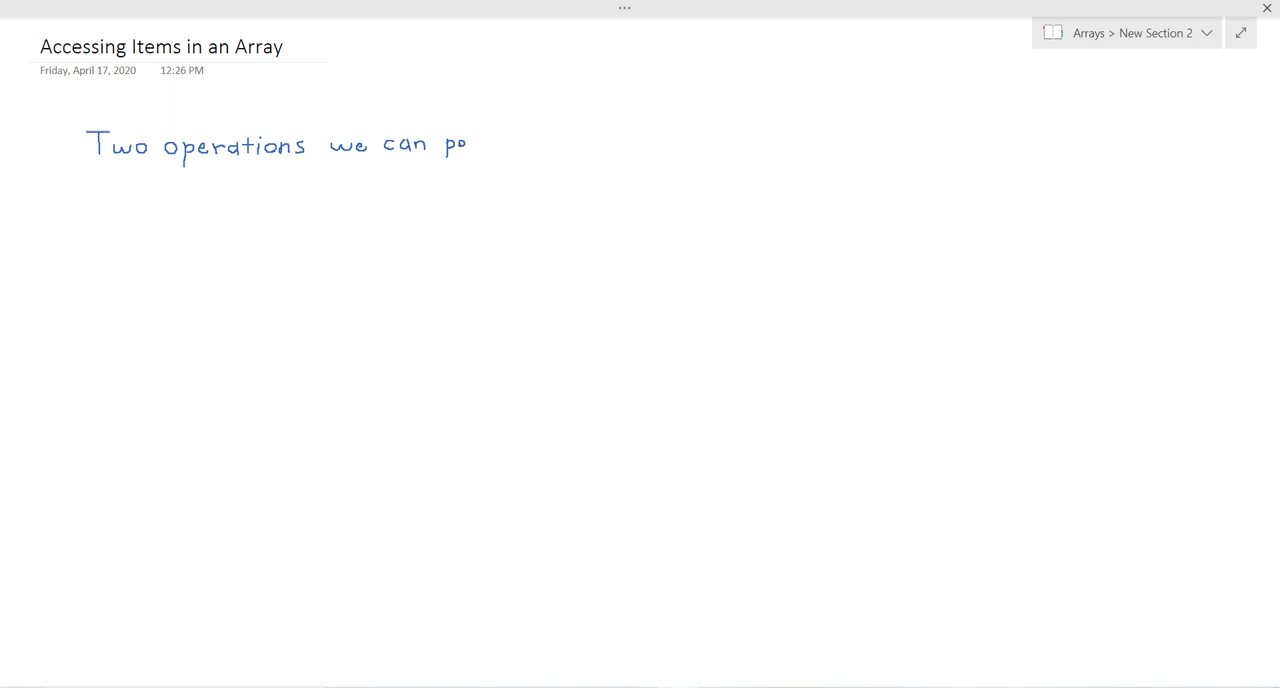 Arrays > New Section 2
Accessing Items in an Array
Friday, April 17, 2020 12:26 PM
Two operations we can po